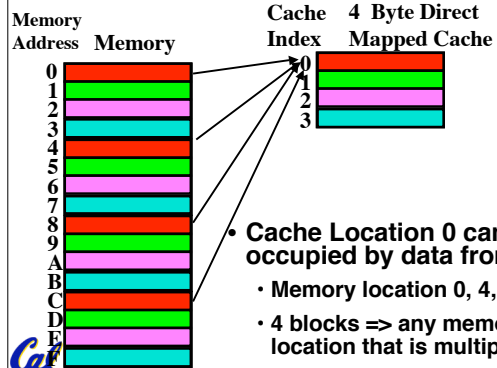 Memory
Address Memory
Cache 4 Byte Direct
Index Mapped Cache
0
1
2
3
4
5
6
7
8
9
A
B
C
D
E
F
0
1
2
3
• Cache Location 0 can
occupied by data from
• Memory location 0, 4,
• 4 blocks => any memo
location that is multip
Cal